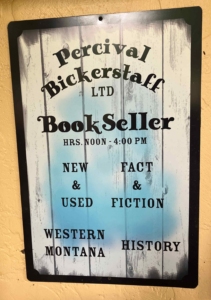 Percival
Bickerstaff
LTD
BookSeller
HRS. NOON - 4:00 PM
NEW FACT
& &
USED FICTION
WESTERN
MONTANA HISTORY